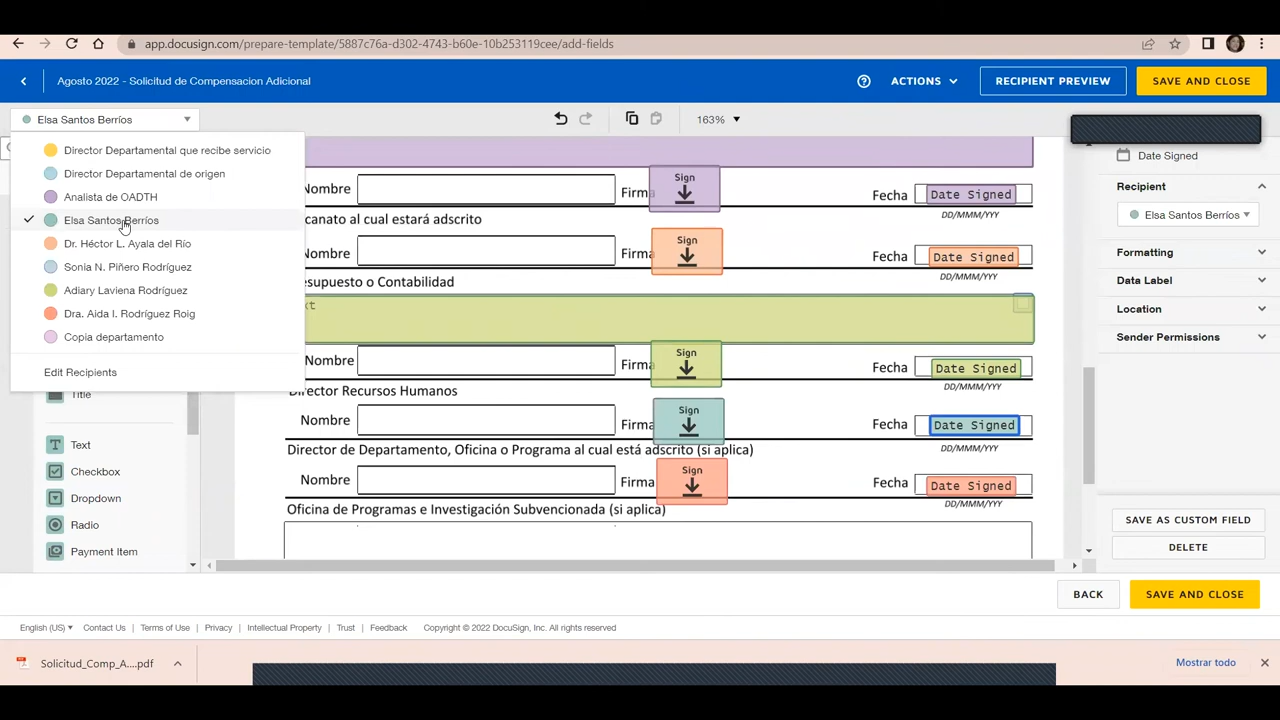 app.docusign.com/prepare-template/5887c76a-d302-4743-b60e-10b253119cee/add-fields
Agosto 2022 - Solicitud de Compensacion Adicional
ACTIONS
RECIPIENT PREVIEW
SAVE AND CLOSE
Elsa Santos Berríos
163%
Director Departamental que recibe servicio
Director Departamental de origen
Analista de OADTH
Elsa Santos Berríos
Dr. Héctor L. Ayala del Río
Sonia N. Piñero Rodríguez
Adiary Laviena Rodríguez
Dra. Aida I. Rodríguez Roig
Copia departamento
Edit Recipients
Title
Text
Checkbox
Dropdown
Radio
Payment Item
Nombre Firma Sign Fecha Date Signed
DD/MMM/YYY
canato al cual estará adscrito
Nombre Firma Sign Fecha Date Signed
DD/MMM/YYY
esupuesto o Contabilidad
xt
Nombre Firma Sign Fecha Date Signed
DD/MMM/YYY
Director Recursos Humanos
Nombre Firma Sign Fecha Date Signed
DD/MMM/YYY
Director de Departamento, Oficina o Programa al cual está adscrito (si aplica)
Nombre Firma Sign Fecha Date Signed
DD/MMM/YYY
Oficina de Programas e Investigación Subvencionada (si aplica)
Date Signed
Recipient
Elsa Santos Berríos
Formatting
Data Label
Location
Sender Permissions
SAVE AS CUSTOM FIELD
DELETE
BACK
SAVE AND CLOSE
English (US) Contact Us Terms of Use Privacy Intellectual Property Trust Feedback Copyright © 2022 DocuSign, Inc. All rights reserved
Solicitud_Comp_A....pdf
Mostrar todo